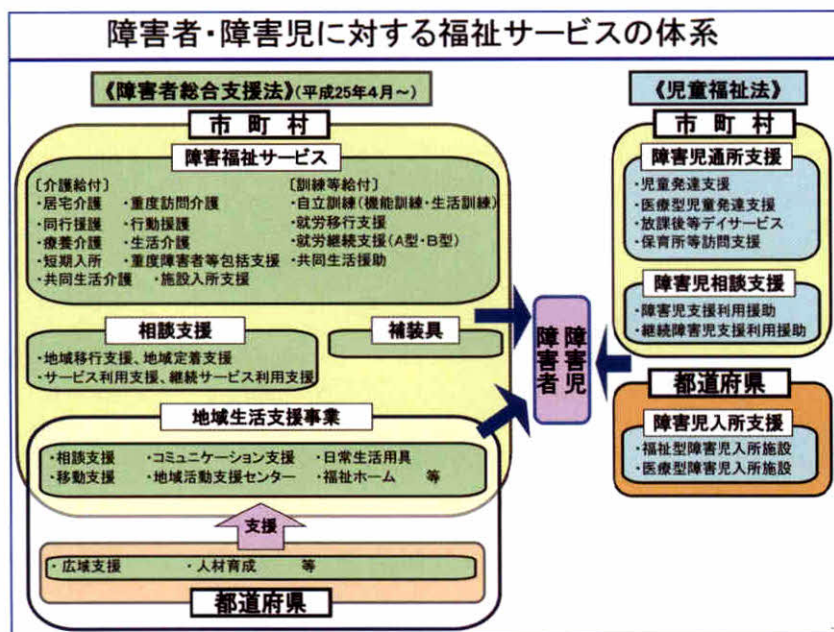 障害者・障害児に対する福祉サービスの体系
《障害者総合支援法》(平成25年4月~)
市町村
障害福祉サービス
〔介護給付〕
・居宅介護 ・重度訪問介護
・同行援護 ・行動援護
・療養介護 ・生活介護
・短期入所 ・重度障害者等包括支援
・共同生活介護 ・施設入所支援
〔訓練等給付〕
・自立訓練(機能訓練・生活訓練)
・就労移行支援
・就労継続支援(A型・B型)
・共同生活援助
相談支援
・地域移行支援、地域定着支援
・サービス利用支援、継続サービス利用支援
補装具
地域生活支援事業
・相談支援 ・コミュニケーション支援 ・日常生活用具
・移動支援 ・地域活動支援センター ・福祉ホーム 等
支援
・広域支援 ・人材育成 等
都道府県
障害児
障害者
《児童福祉法》
市町村
障害児通所支援
・児童発達支援
・医療型児童発達支援
・放課後等デイサービス
・保育所等訪問支援
障害児相談支援
・障害児支援利用援助
・継続障害児支援利用援助
都道府県
障害児入所支援
・福祉型障害児入所施設
・医療型障害児入所施設